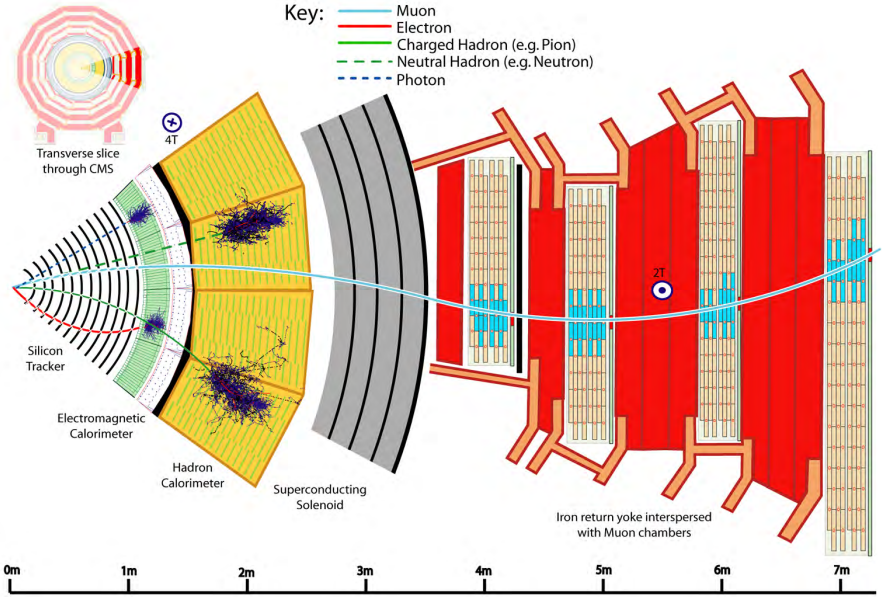 Key:
Muon
Electron
Charged Hadron (e.g. Pion)
Neutral Hadron (e.g. Neutron)
Photon
Transverse slice
through CMS
4T
2T
Silicon
Tracker
Electromagnetic
Calorimeter
Hadron
Calorimeter
Superconducting
Solenoid
Iron return yoke interspersed
with Muon chambers
0m 1m 2m 3m 4m 5m 6m 7m